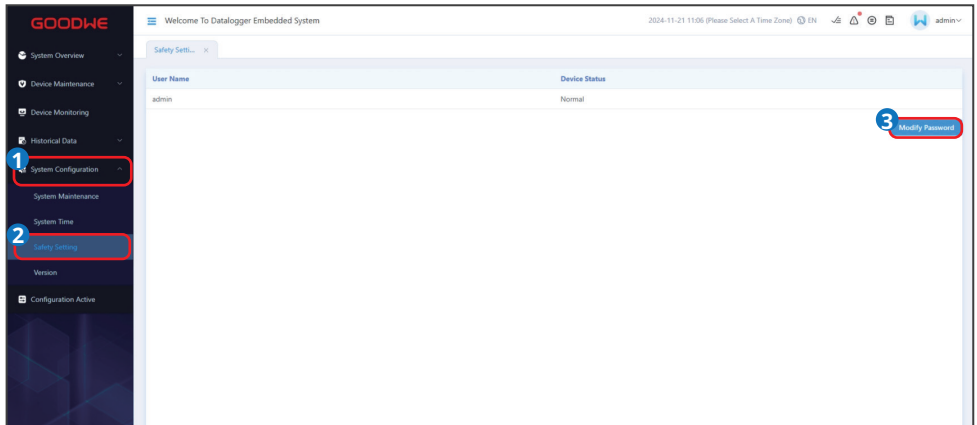 GOODWE
Welcome To Datalogger Embedded System
2024-11-21 11:06 (Please Select A Time Zone) EN
admin
System Overview
Safety Setti... ×
Device Maintenance
User Name Device Status
admin Normal
Device Monitoring
3
Modify Password
Historical Data
1
System Configuration
System Maintenance
System Time
2
Safety Setting
Version
Configuration Active